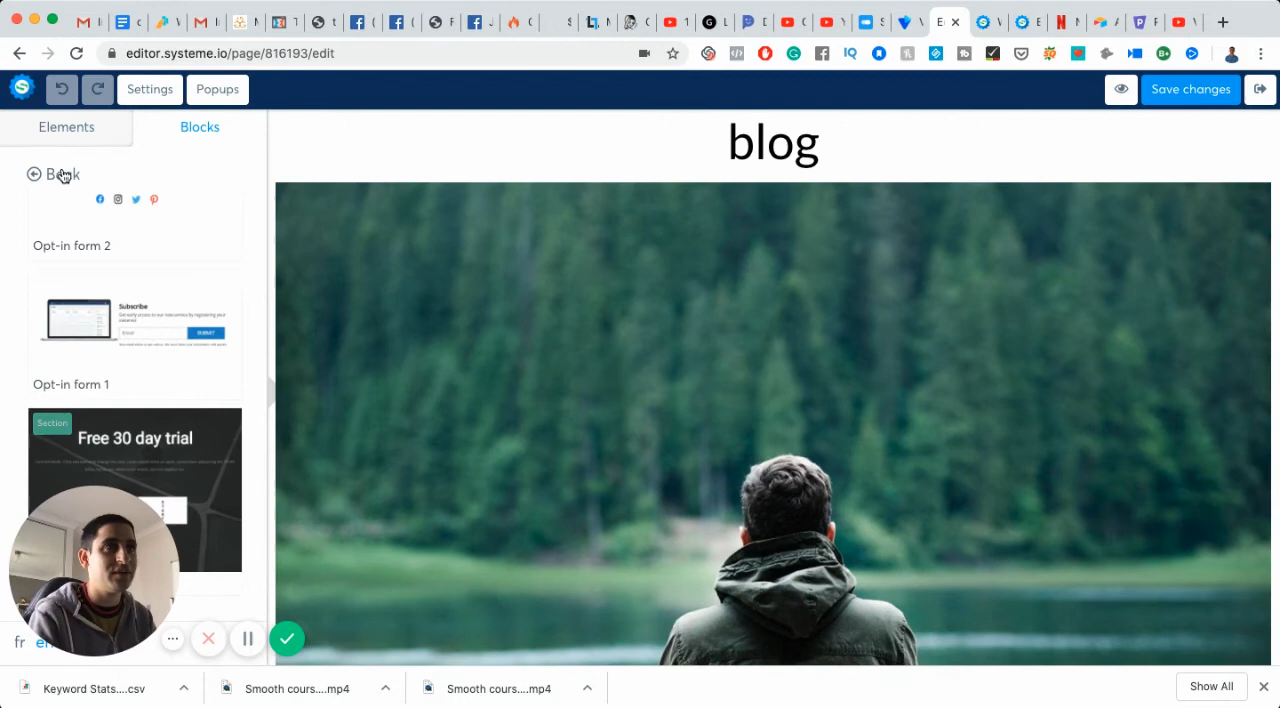 editor.systeme.io/page/816193/edit
Settings
Popups
Save changes
Elements
Blocks
Back
blog
Opt-in form 2
Subscribe
SUBMIT
Opt-in form 1
Section
Free 30 day trial
fr
Keyword Stats....csv
Smooth cours....mp4
Smooth cours....mp4
Show All